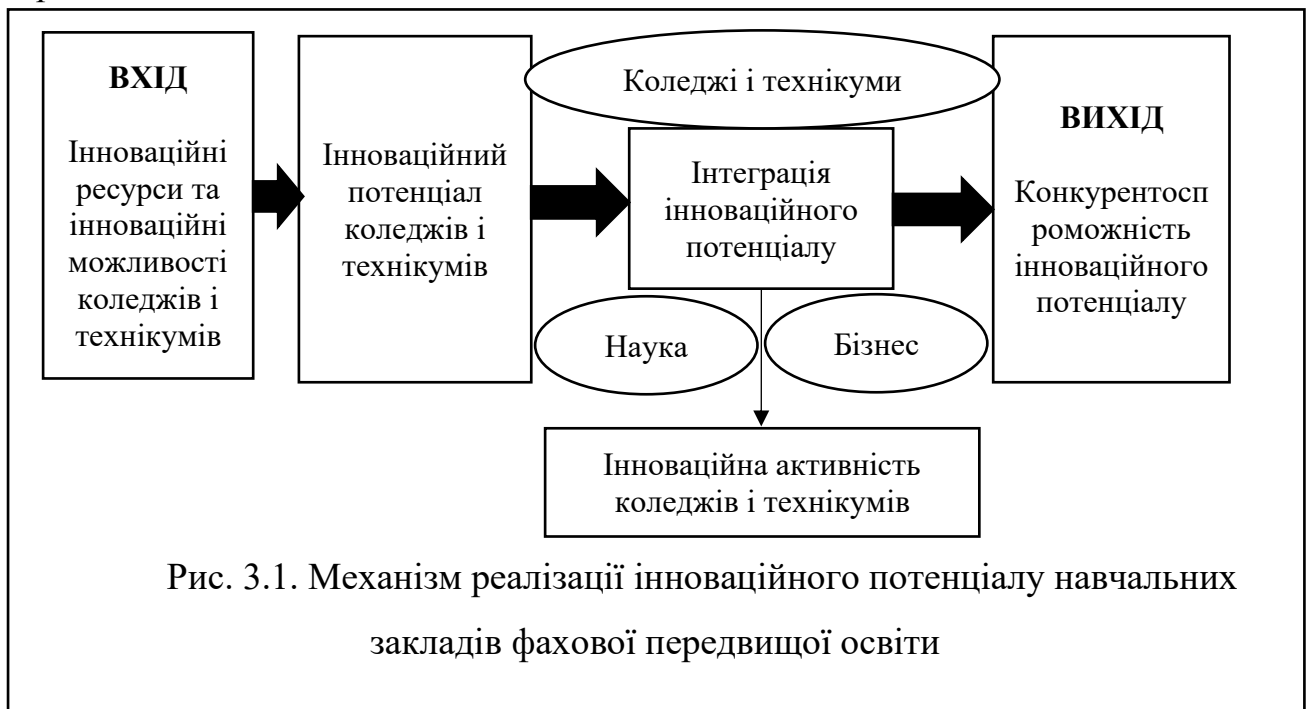 ВХІД
Інноваційні
ресурси та
інноваційні
можливості
коледжів і
технікумів
Інноваційний
потенціал
коледжів і
технікумів
Коледжі і технікуми
Інтеграція
інноваційного
потенціалу
Наука
Бізнес
Інноваційна активність
коледжів і технікумів
ВИХІД
Конкурентосп
роможність
інноваційного
потенціалу
Рис. 3.1. Механізм реалізації інноваційного потенціалу навчальних
закладів фахової передвищої освіти